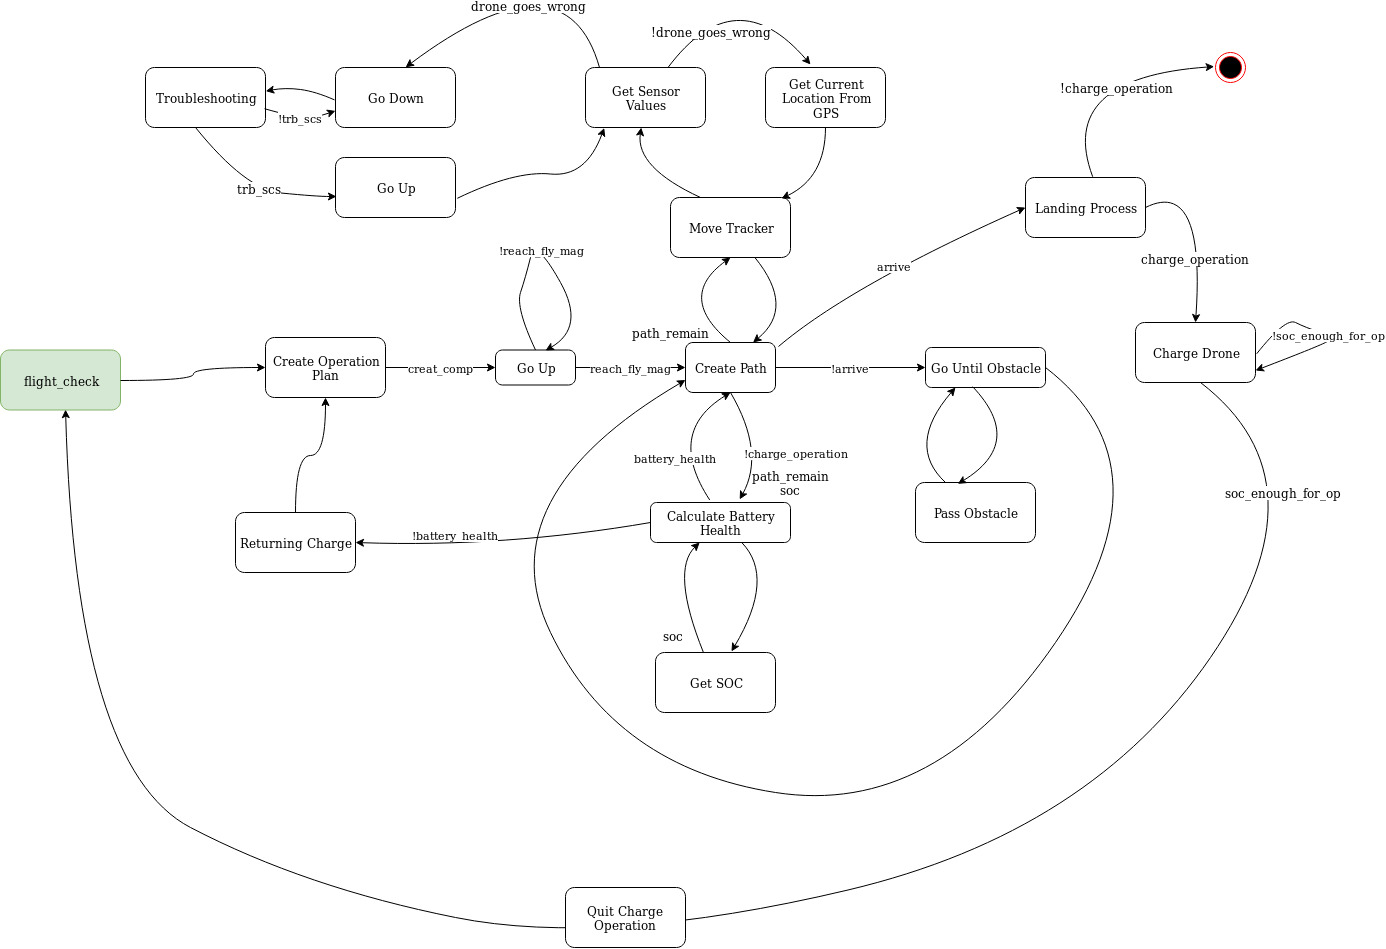 drone_goes_wrong
!drone_goes_wrong
Troubleshooting
Go Down
Get Sensor
Values
Get Current
Location From
GPS
!charge_operation
!trb_scs
trb_scs
Go Up
Move Tracker
Landing Process
!reach_fly_mag
arrive
charge_operation
path_remain
!soc_enough_for_op
flight_check
Create Operation
Plan
creat_comp
Go Up
reach_fly_mag
Create Path
!arrive
Go Until Obstacle
Charge Drone
battery_health
!charge_operation
path_remain
soc
soc_enough_for_op
Calculate Battery
Health
Pass Obstacle
!battery_health
Returning Charge
soc
Get SOC
Quit Charge
Operation